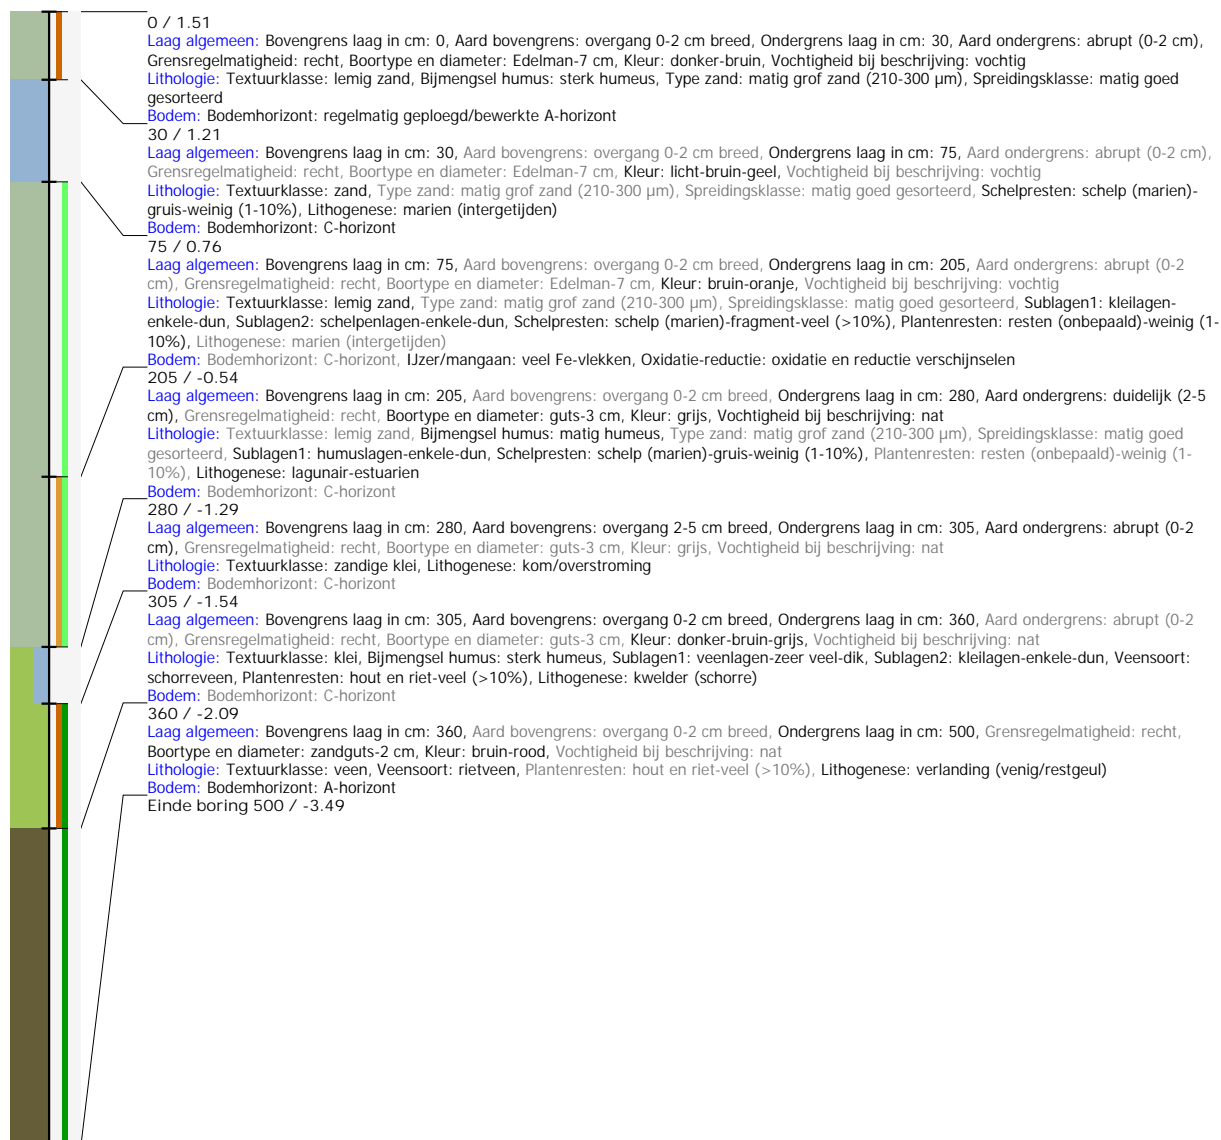 0 / 1.51
Laag algemeen: Bovengrens laag in cm: 0, Aard bovengrens: overgang 0-2 cm breed, Ondergrens laag in cm: 30, Aard ondergrens: abrupt (0-2 cm),
Grensregelmatigheid: recht, Boortype en diameter: Edelman-7 cm, Kleur: donker-bruin, Vochtigheid bij beschrijving: vochtig
Lithologie: Textuurklasse: lemig zand, Bijmengsel humus: sterk humeus, Type zand: matig grof zand (210-300 µm), Spreidingsklasse: matig goed
gesorteerd
Bodem: Bodemhorizont: regelmatig geploegd/bewerkte A-horizont
30 / 1.21
Laag algemeen: Bovengrens laag in cm: 30, Aard bovengrens: overgang 0-2 cm breed, Ondergrens laag in cm: 75, Aard ondergrens: abrupt (0-2 cm),
Grensregelmatigheid: recht, Boortype en diameter: Edelman-7 cm, Kleur: licht-bruin-geel, Vochtigheid bij beschrijving: vochtig
Lithologie: Textuurklasse: zand, Type zand: matig grof zand (210-300 µm), Spreidingsklasse: matig goed gesorteerd, Schelpresten: schelp (marien)-
gruis-weinig (1-10%), Lithogenese: marien (intergetijden)
Bodem: Bodemhorizont: C-horizont
75 / 0.76
Laag algemeen: Bovengrens laag in cm: 75, Aard bovengrens: overgang 0-2 cm breed, Ondergrens laag in cm: 205, Aard ondergrens: abrupt (0-2
cm), Grensregelmatigheid: recht, Boortype en diameter: Edelman-7 cm, Kleur: bruin-oranje, Vochtigheid bij beschrijving: vochtig
Lithologie: Textuurklasse: lemig zand, Type zand: matig grof zand (210-300 µm), Spreidingsklasse: matig goed gesorteerd, Sublagen1: kleilagen-
enkele-dun, Sublagen2: schelpenlagen-enkele-dun, Schelpresten: schelp (marien)-fragment-veel (>10%), Plantenresten: resten (onbepaald)-weinig (1-
10%), Lithogenese: marien (intergetijden)
Bodem: Bodemhorizont: C-horizont, IJzer/mangaan: veel Fe-vlekken, Oxidatie-reductie: oxidatie en reductie verschijnselen
205 / -0.54
Laag algemeen: Bovengrens laag in cm: 205, Aard bovengrens: overgang 0-2 cm breed, Ondergrens laag in cm: 280, Aard ondergrens: duidelijk (2-5
cm), Grensregelmatigheid: recht, Boortype en diameter: guts-3 cm, Kleur: grijs, Vochtigheid bij beschrijving: nat
Lithologie: Textuurklasse: lemig zand, Bijmengsel humus: matig humeus, Type zand: matig grof zand (210-300 µm), Spreidingsklasse: matig goed
gesorteerd, Sublagen1: humuslagen-enkele-dun, Schelpresten: schelp (marien)-gruis-weinig (1-10%), Plantenresten: resten (onbepaald)-weinig (1-
10%), Lithogenese: lagunair-estuarien
Bodem: Bodemhorizont: C-horizont
280 / -1.29
Laag algemeen: Bovengrens laag in cm: 280, Aard bovengrens: overgang 2-5 cm breed, Ondergrens laag in cm: 305, Aard ondergrens: abrupt (0-2
cm), Grensregelmatigheid: recht, Boortype en diameter: guts-3 cm, Kleur: grijs, Vochtigheid bij beschrijving: nat
Lithologie: Textuurklasse: zandige klei, Lithogenese: kom/overstroming
Bodem: Bodemhorizont: C-horizont
305 / -1.54
Laag algemeen: Bovengrens laag in cm: 305, Aard bovengrens: overgang 0-2 cm breed, Ondergrens laag in cm: 360, Aard ondergrens: abrupt (0-2
cm), Grensregelmatigheid: recht, Boortype en diameter: guts-3 cm, Kleur: donker-bruin-grijs, Vochtigheid bij beschrijving: nat
Lithologie: Textuurklasse: klei, Bijmengsel humus: sterk humeus, Sublagen1: veenlagen-zeer veel-dik, Sublagen2: kleilagen-enkele-dun, Veensoort:
schorreveen, Plantenresten: hout en riet-veel (>10%), Lithogenese: kwelder (schorre)
Bodem: Bodemhorizont: C-horizont
360 / -2.09
Laag algemeen: Bovengrens laag in cm: 360, Aard bovengrens: overgang 0-2 cm breed, Ondergrens laag in cm: 500, Grensregelmatigheid: recht,
Boortype en diameter: zandguts-2 cm, Kleur: bruin-rood, Vochtigheid bij beschrijving: nat
Lithologie: Textuurklasse: veen, Veensoort: rietveen, Plantenresten: hout en riet-veel (>10%), Lithogenese: verlanding (venig/restgeul)
Bodem: Bodemhorizont: A-horizont
Einde boring 500 / -3.49